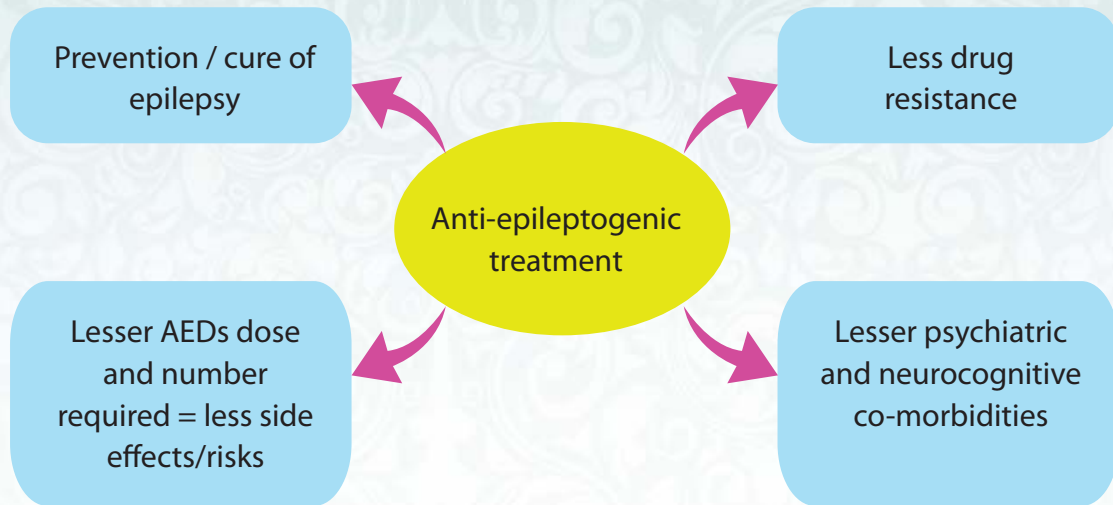 Prevention / cure of
epilepsy
Less drug
resistance
Anti-epileptogenic
treatment
Lesser AEDs dose
and number
required = less side
effects/risks
Lesser psychiatric
and neurocognitive
co-morbidities